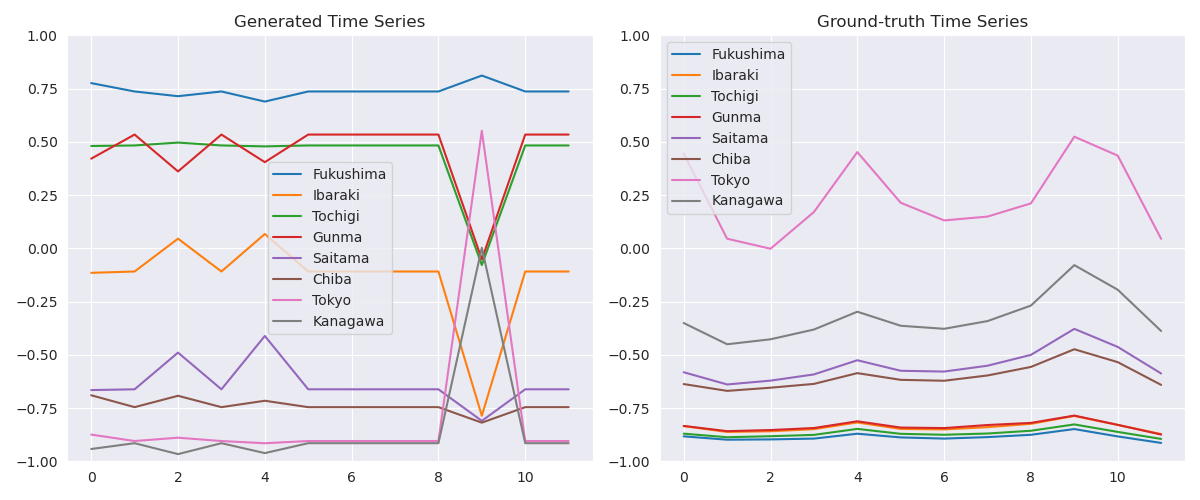 Generated Time Series
1.00
0.75
0.50
0.25
0.00
−0.25
−0.50
−0.75
−1.00
0 2 4 6 8 10
Fukushima
Ibaraki
Tochigi
Gunma
Saitama
Chiba
Tokyo
Kanagawa
Ground-truth Time Series
1.00
0.75
0.50
0.25
0.00
−0.25
−0.50
−0.75
−1.00
0 2 4 6 8 10
Fukushima
Ibaraki
Tochigi
Gunma
Saitama
Chiba
Tokyo
Kanagawa